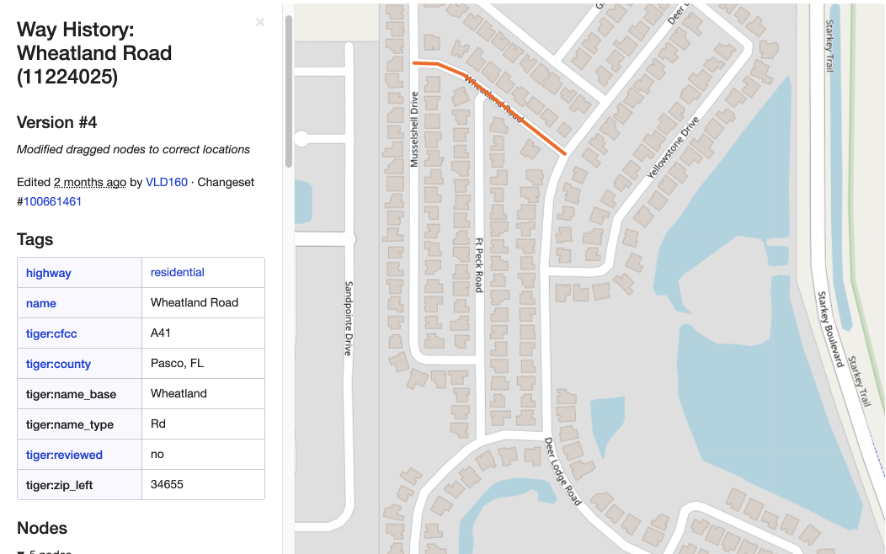 Way History:
Wheatland Road
(11224025)
×
Version #4
Modified dragged nodes to correct locations
Edited 2 months ago by VLD160 · Changeset
#100661461
Tags
highway residential
name Wheatland Road
tiger:cfcc A41
tiger:county Pasco, FL
tiger:name_base Wheatland
tiger:name_type Rd
tiger:reviewed no
tiger:zip_left 34655
Nodes
▼ 5 nodes
Musselshell Drive
Wheatland Road
Deer L
Starkey Trail
Yellowstone Drive
Ft Peck Road
Sandpointe Drive
Starkey Boulevard
Starkey Trail
Deer Lodge Road